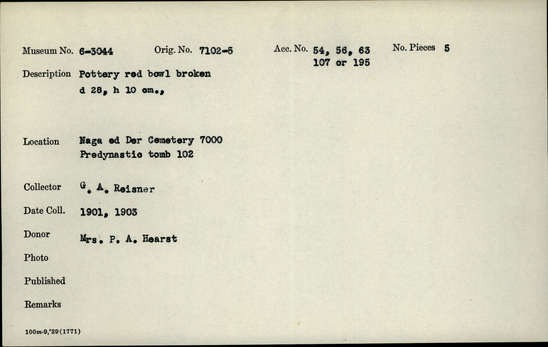 Museum No. 6-3044 Orig. No. 7102-6 Acc. No. 54, 56, 63 No. Pieces 5
107 or 195
Description Pottery red bowl broken
d 28, h 10 cm.,
Location Naga ed Der Cemetery 7000
Predynastic tomb 102
Collector G. A. Reisner
Date Coll. 1901, 1903
Donor Mrs. P. A. Hearst
Photo
Published
Remarks
100m-9,'39(1771)